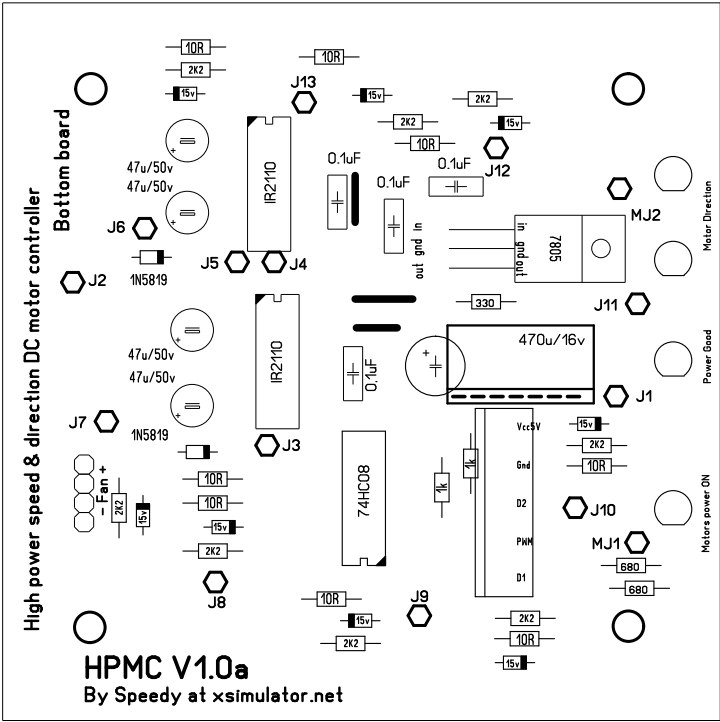 10R
2K2
15v
10R
J13
15v
2K2
2K2
15v
10R
J12
47u/50v
47u/50v
IR2110
0.1uF
0.1uF
0.1uF
J6
J5
J4
J2
1N5819
out gnd in
in gnd out
7805
MJ2
J11
330
470u/16v
47u/50v
47u/50v
IR2110
0.1uF
J1
J7
1N5819
J3
Vcc5V
Gnd
D2
PWM
D1
1k
1k
74HC08
15v
2K2
10R
J10
MJ1
680
680
- Fan +
2K2
15v
10R
10R
15v
2K2
J8
10R
15v
2K2
J9
2K2
10R
15v
Motor Direction
Power Good
Motors power ON
High power speed & direction DC motor controller
Bottom board
HPMC V1.0a
By Speedy at xsimulator.net